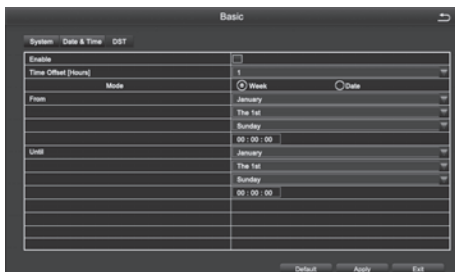 Basic
System Date & Time DST
Enable
Time Offset [Hours] 1
Mode Week Date
From January
The 1st
Sunday
00 : 00 : 00
Until January
The 1st
Sunday
00 : 00 : 00
Default Apply Exit